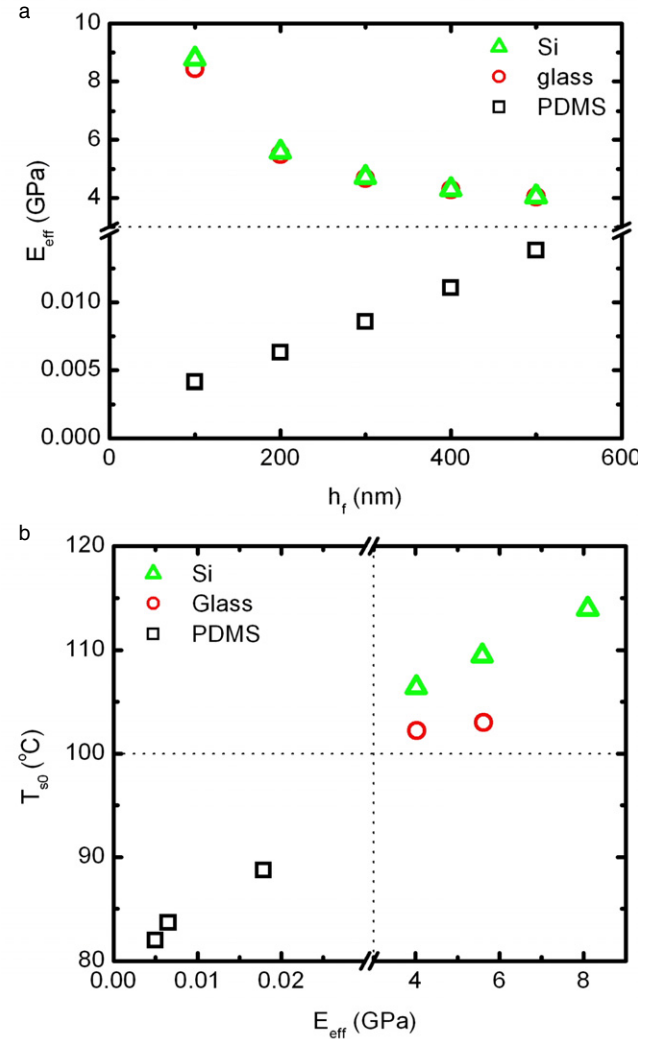 a
10
8
6
4
0.010
0.005
0.000
E_eff (GPa)
Si
glass
PDMS
0
200
400
600
h_f (nm)
b
120
110
100
90
80
T_s0 (°C)
Si
Glass
PDMS
0.00
0.01
0.02
4
6
8
E_eff (GPa)